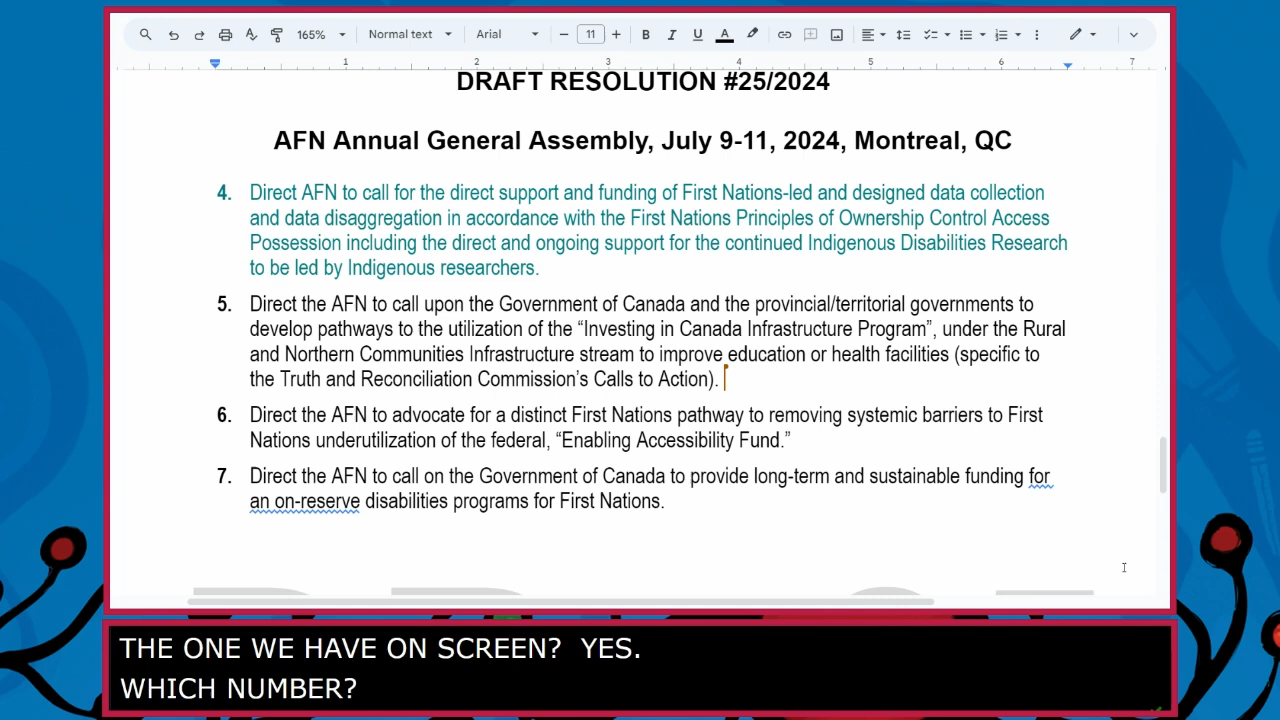 165% Normal text Arial 11 B I U A
1 2 3 4 5 6 7
DRAFT RESOLUTION #25/2024
AFN Annual General Assembly, July 9-11, 2024, Montreal, QC
4. Direct AFN to call for the direct support and funding of First Nations-led and designed data collection
and data disaggregation in accordance with the First Nations Principles of Ownership Control Access
Possession including the direct and ongoing support for the continued Indigenous Disabilities Research
to be led by Indigenous researchers.
5. Direct the AFN to call upon the Government of Canada and the provincial/territorial governments to
develop pathways to the utilization of the “Investing in Canada Infrastructure Program”, under the Rural
and Northern Communities Infrastructure stream to improve education or health facilities (specific to
the Truth and Reconciliation Commission’s Calls to Action).
6. Direct the AFN to advocate for a distinct First Nations pathway to removing systemic barriers to First
Nations underutilization of the federal, “Enabling Accessibility Fund.”
7. Direct the AFN to call on the Government of Canada to provide long-term and sustainable funding for
an on-reserve disabilities programs for First Nations.
THE ONE WE HAVE ON SCREEN? YES.
WHICH NUMBER?